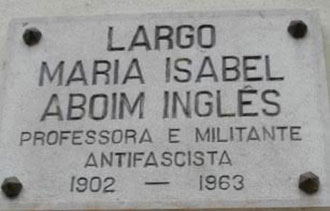 LARGO
MARIA ISABEL
ABOIM INGLÊS
PROFESSORA E MILITANTE
ANTIFASCISTA
1902 — 1963